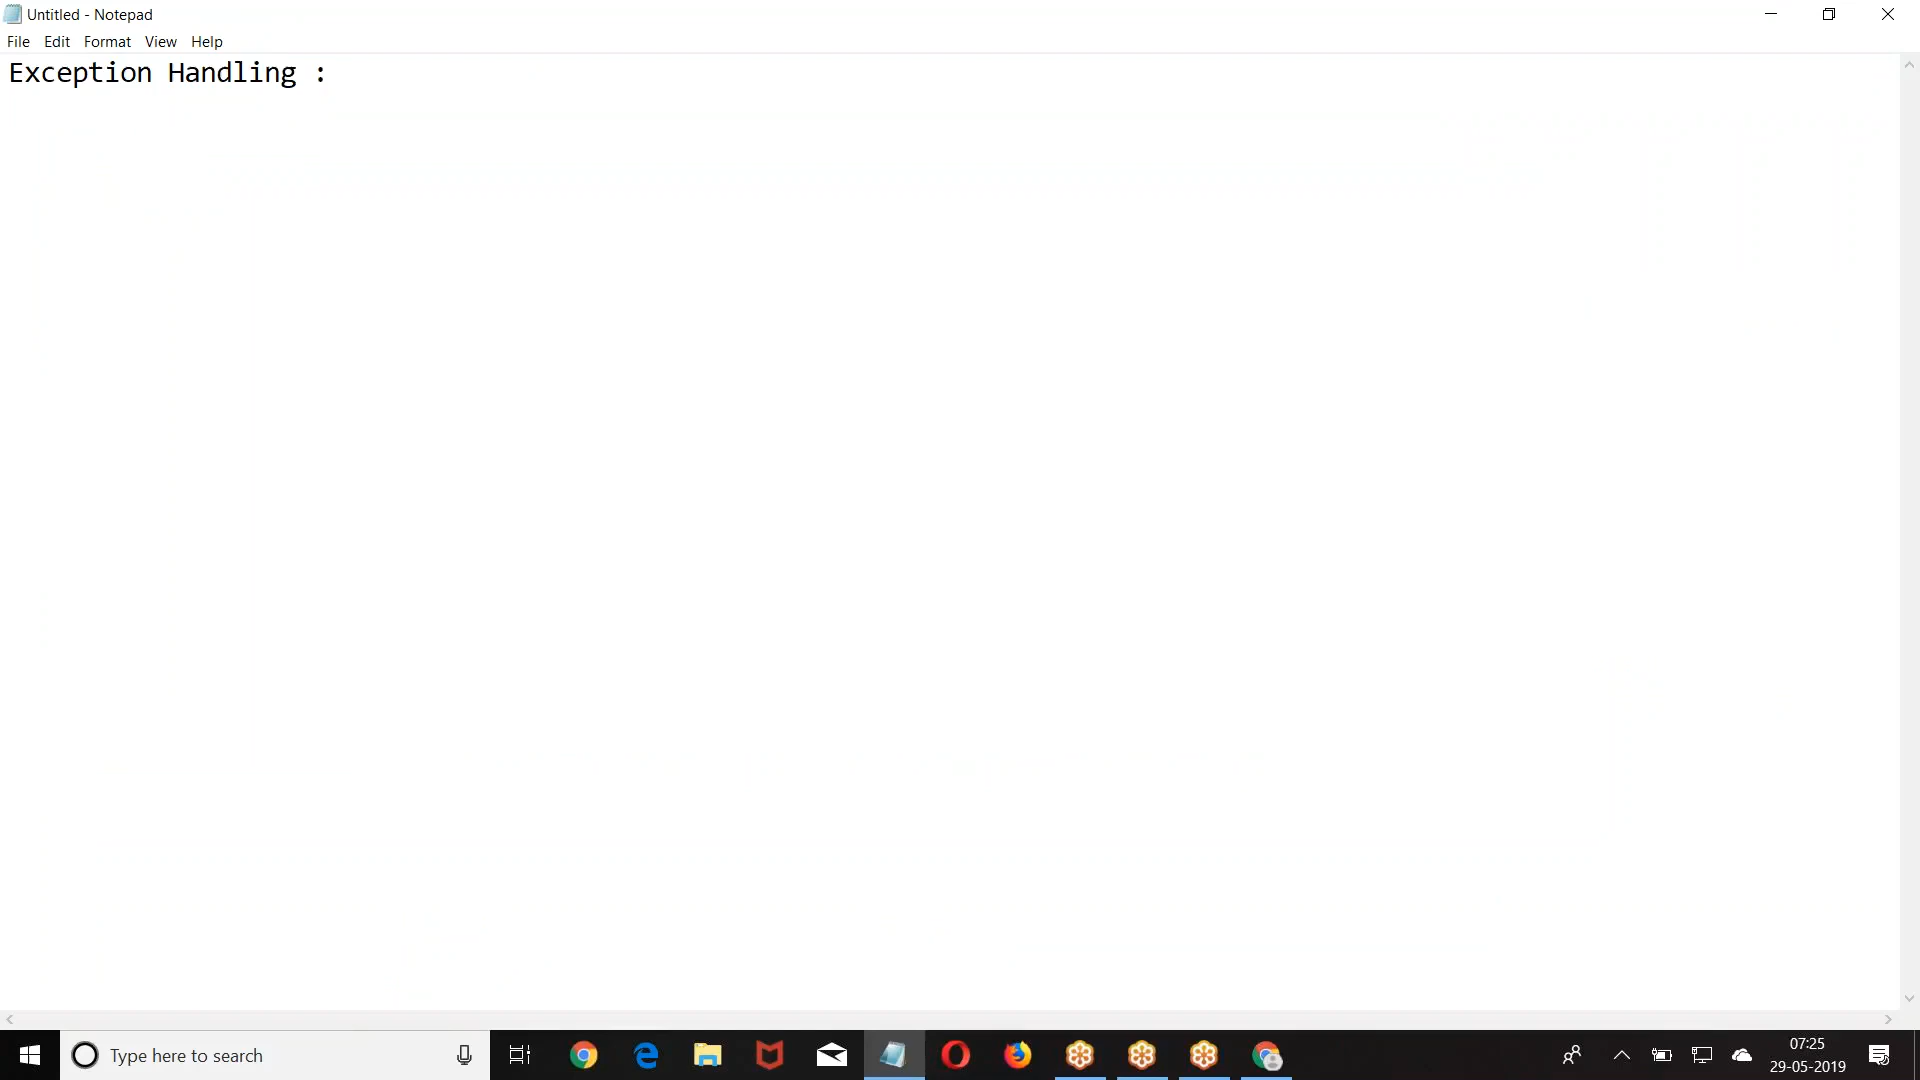 Untitled - Notepad
File Edit Format View Help
Exception Handling :
Type here to search
07:25
29-05-2019